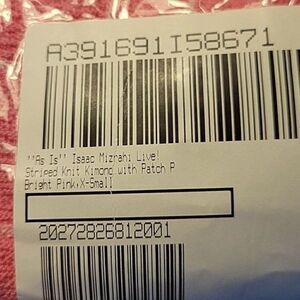 A391691I58671
"As Is" Isaac Mizrahi Live!
Striped Knit Kimono with Patch P
Bright Pink,X-Small
20272826812001